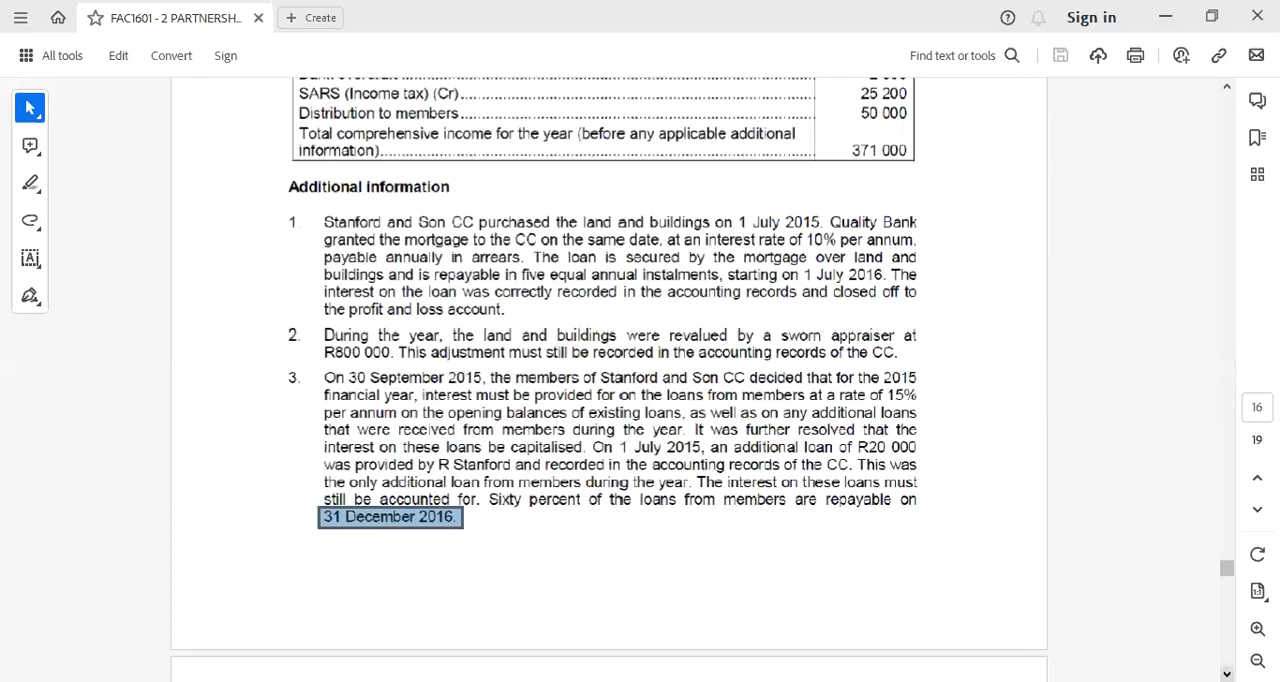 FAC1601 - 2 PARTNERSH...
Create
Sign in
All tools
Edit
Convert
Sign
Find text or tools
SARS (Income tax) (Cr) 25 200
Distribution to members 50 000
Total comprehensive income for the year (before any applicable additional
information) 371 000
Additional information
1. Stanford and Son CC purchased the land and buildings on 1 July 2015. Quality Bank
granted the mortgage to the CC on the same date, at an interest rate of 10% per annum,
payable annually in arrears. The loan is secured by the mortgage over land and
buildings and is repayable in five equal annual instalments, starting on 1 July 2016. The
interest on the loan was correctly recorded in the accounting records and closed off to
the profit and loss account.
2. During the year, the land and buildings were revalued by a sworn appraiser at
R800 000. This adjustment must still be recorded in the accounting records of the CC.
3. On 30 September 2015, the members of Stanford and Son CC decided that for the 2015
financial year, interest must be provided for on the loans from members at a rate of 15%
per annum on the opening balances of existing loans, as well as on any additional loans
that were received from members during the year. It was further resolved that the
interest on these loans be capitalised. On 1 July 2015, an additional loan of R20 000
was provided by R Stanford and recorded in the accounting records of the CC. This was
the only additional loan from members during the year. The interest on these loans must
still be accounted for. Sixty percent of the loans from members are repayable on
31 December 2016.
16
19